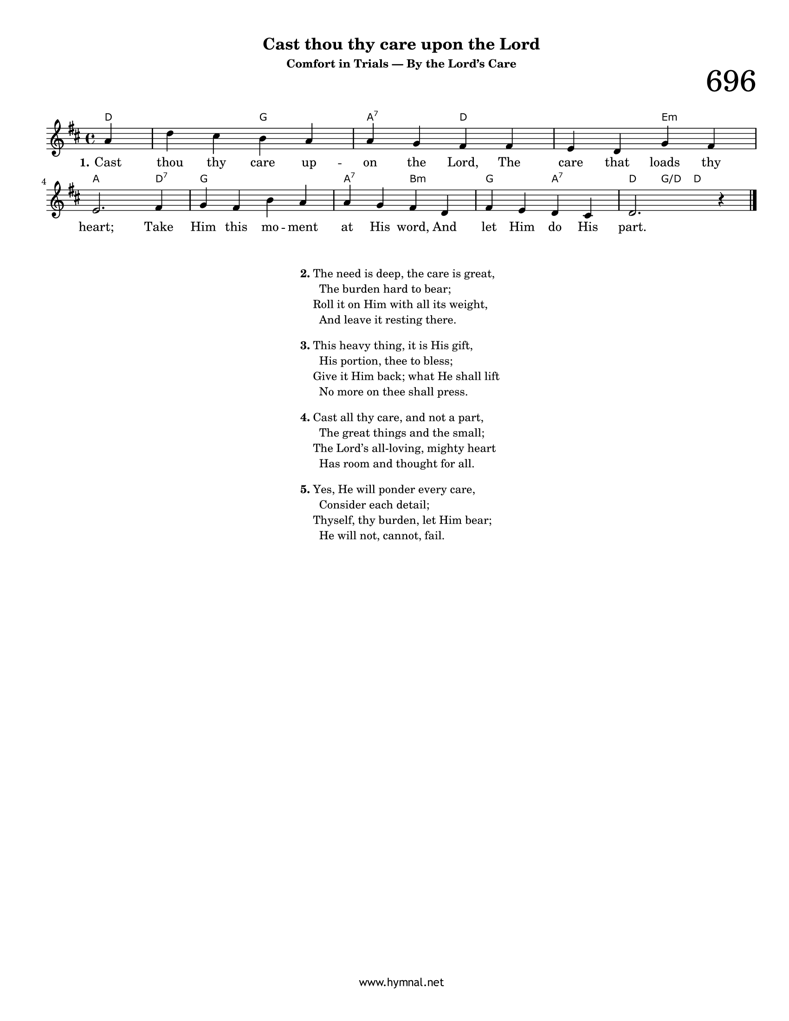 Cast thou thy care upon the Lord
Comfort in Trials — By the Lord's Care
696
D G A7 D Em
1. Cast thou thy care up - on the Lord, The care that loads thy
4 A D7 G A7 Bm G A7 D G/D D
heart; Take Him this mo - ment at His word, And let Him do His part.
2. The need is deep, the care is great,
The burden hard to bear;
Roll it on Him with all its weight,
And leave it resting there.
3. This heavy thing, it is His gift,
His portion, thee to bless;
Give it Him back; what He shall lift
No more on thee shall press.
4. Cast all thy care, and not a part,
The great things and the small;
The Lord's all-loving, mighty heart
Has room and thought for all.
5. Yes, He will ponder every care,
Consider each detail;
Thyself, thy burden, let Him bear;
He will not, cannot, fail.
www.hymnal.net